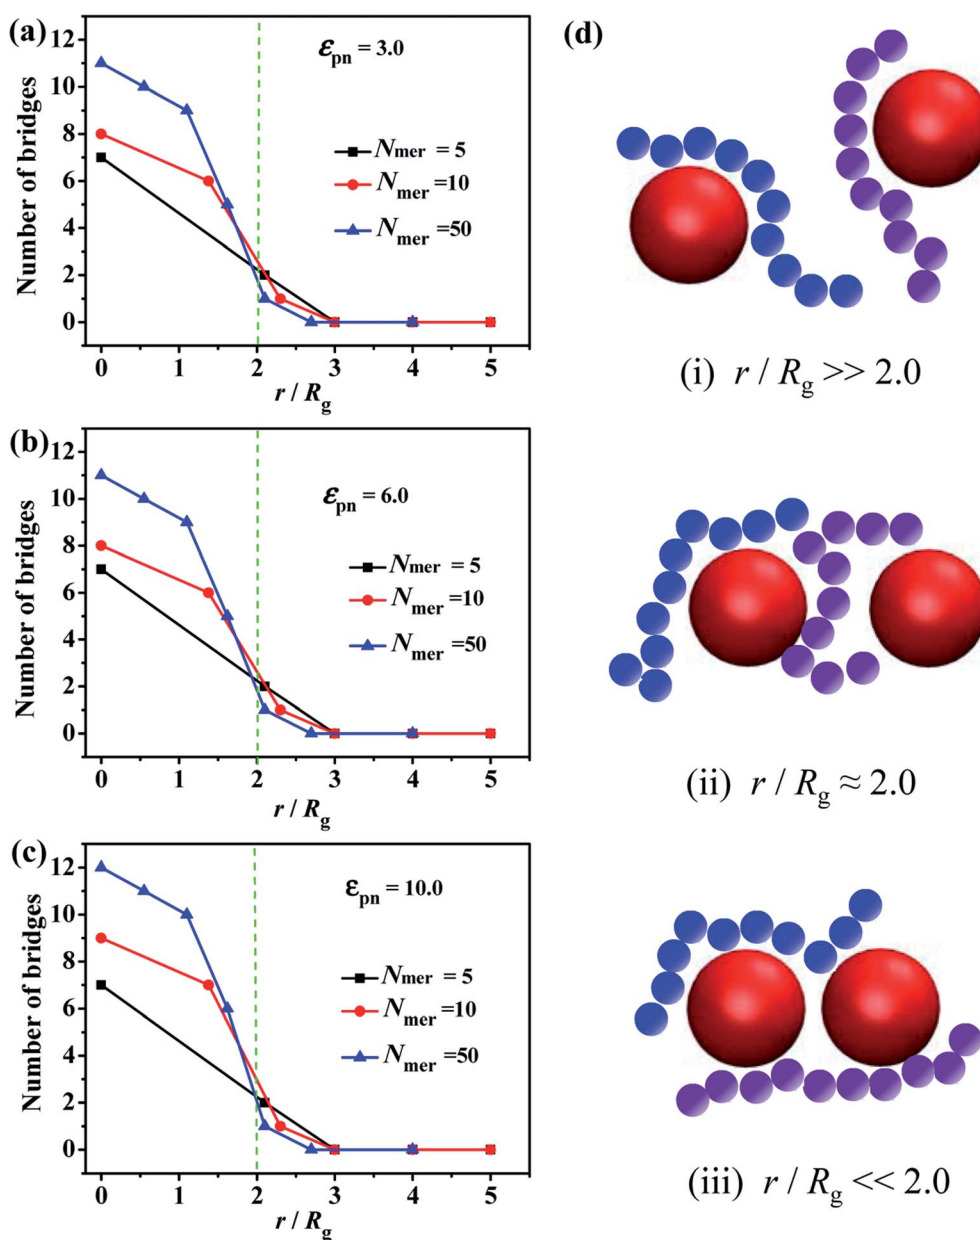 (a)
12
10
8
6
4
2
0
Number of bridges
ε_pn = 3.0
N_mer = 5
N_mer =10
N_mer =50
0 1 2 3 4 5
r / R_g
(b)
12
10
8
6
4
2
0
Number of bridges
ε_pn = 6.0
N_mer = 5
N_mer =10
N_mer =50
0 1 2 3 4 5
r / R_g
(c)
12
10
8
6
4
2
0
Number of bridges
ε_pn = 10.0
N_mer = 5
N_mer =10
N_mer =50
0 1 2 3 4 5
r / R_g
(d)
(i) r / R_g >> 2.0
(ii) r / R_g ≈ 2.0
(iii) r / R_g << 2.0